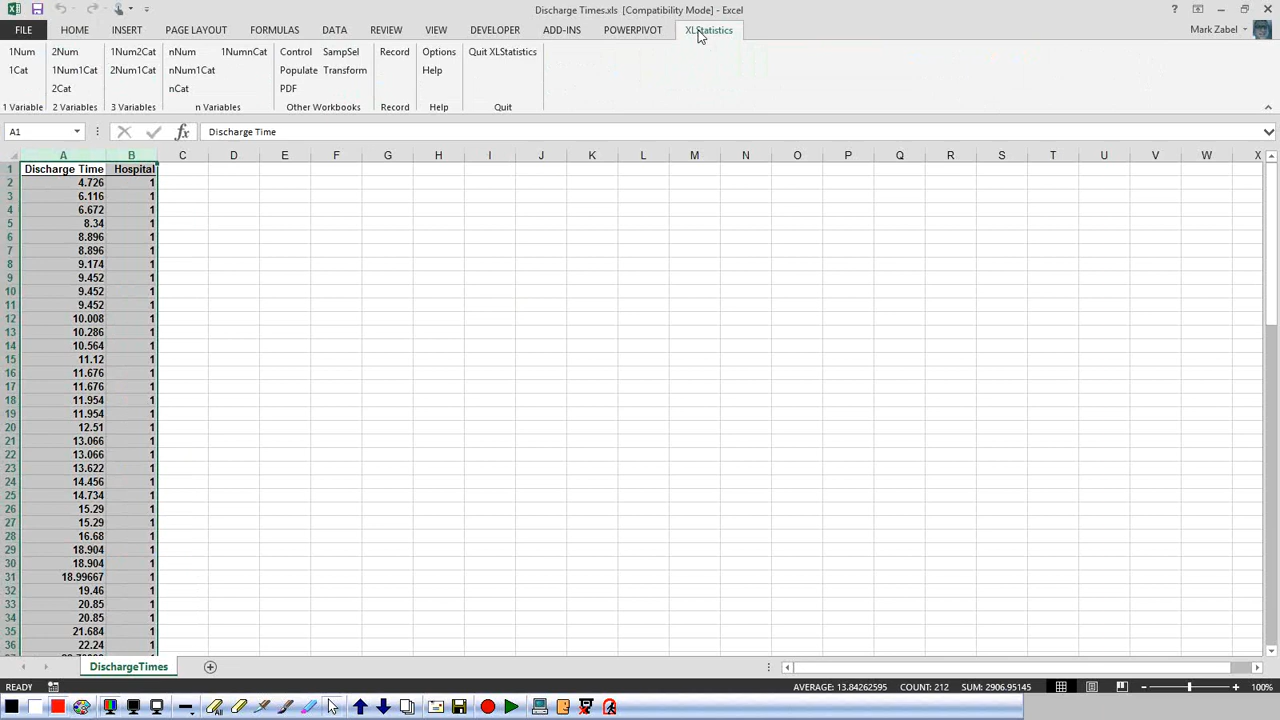 Discharge Times.xls [Compatibility Mode] - Excel
FILE HOME INSERT PAGE LAYOUT FORMULAS DATA REVIEW VIEW DEVELOPER ADD-INS POWERPIVOT XLStatistics Mark Zabel
1Num 2Num 1Num2Cat nNum 1NumnCat Control SampSel Record Options Quit XLStatistics
1Cat 1Num1Cat 2Num1Cat nNum1Cat Populate Transform Help
2Cat nCat PDF
1 Variable 2 Variables 3 Variables n Variables Other Workbooks Record Help Quit
A1 fx Discharge Time
A B C D E F G H I J K L M N O P Q R S T U V W X
1 Discharge Time Hospital
2 4.726 1
3 6.116 1
4 6.672 1
5 8.34 1
6 8.896 1
7 8.896 1
8 9.174 1
9 9.452 1
10 9.452 1
11 9.452 1
12 10.008 1
13 10.286 1
14 10.564 1
15 11.12 1
16 11.676 1
17 11.676 1
18 11.954 1
19 11.954 1
20 12.51 1
21 13.066 1
22 13.066 1
23 13.622 1
24 14.456 1
25 14.734 1
26 15.29 1
27 15.29 1
28 16.68 1
29 18.904 1
30 18.904 1
31 18.99667 1
32 19.46 1
33 20.85 1
34 20.85 1
35 21.684 1
36 22.24 1
DischargeTimes
READY AVERAGE: 13.84262595 COUNT: 212 SUM: 2906.95145 100%